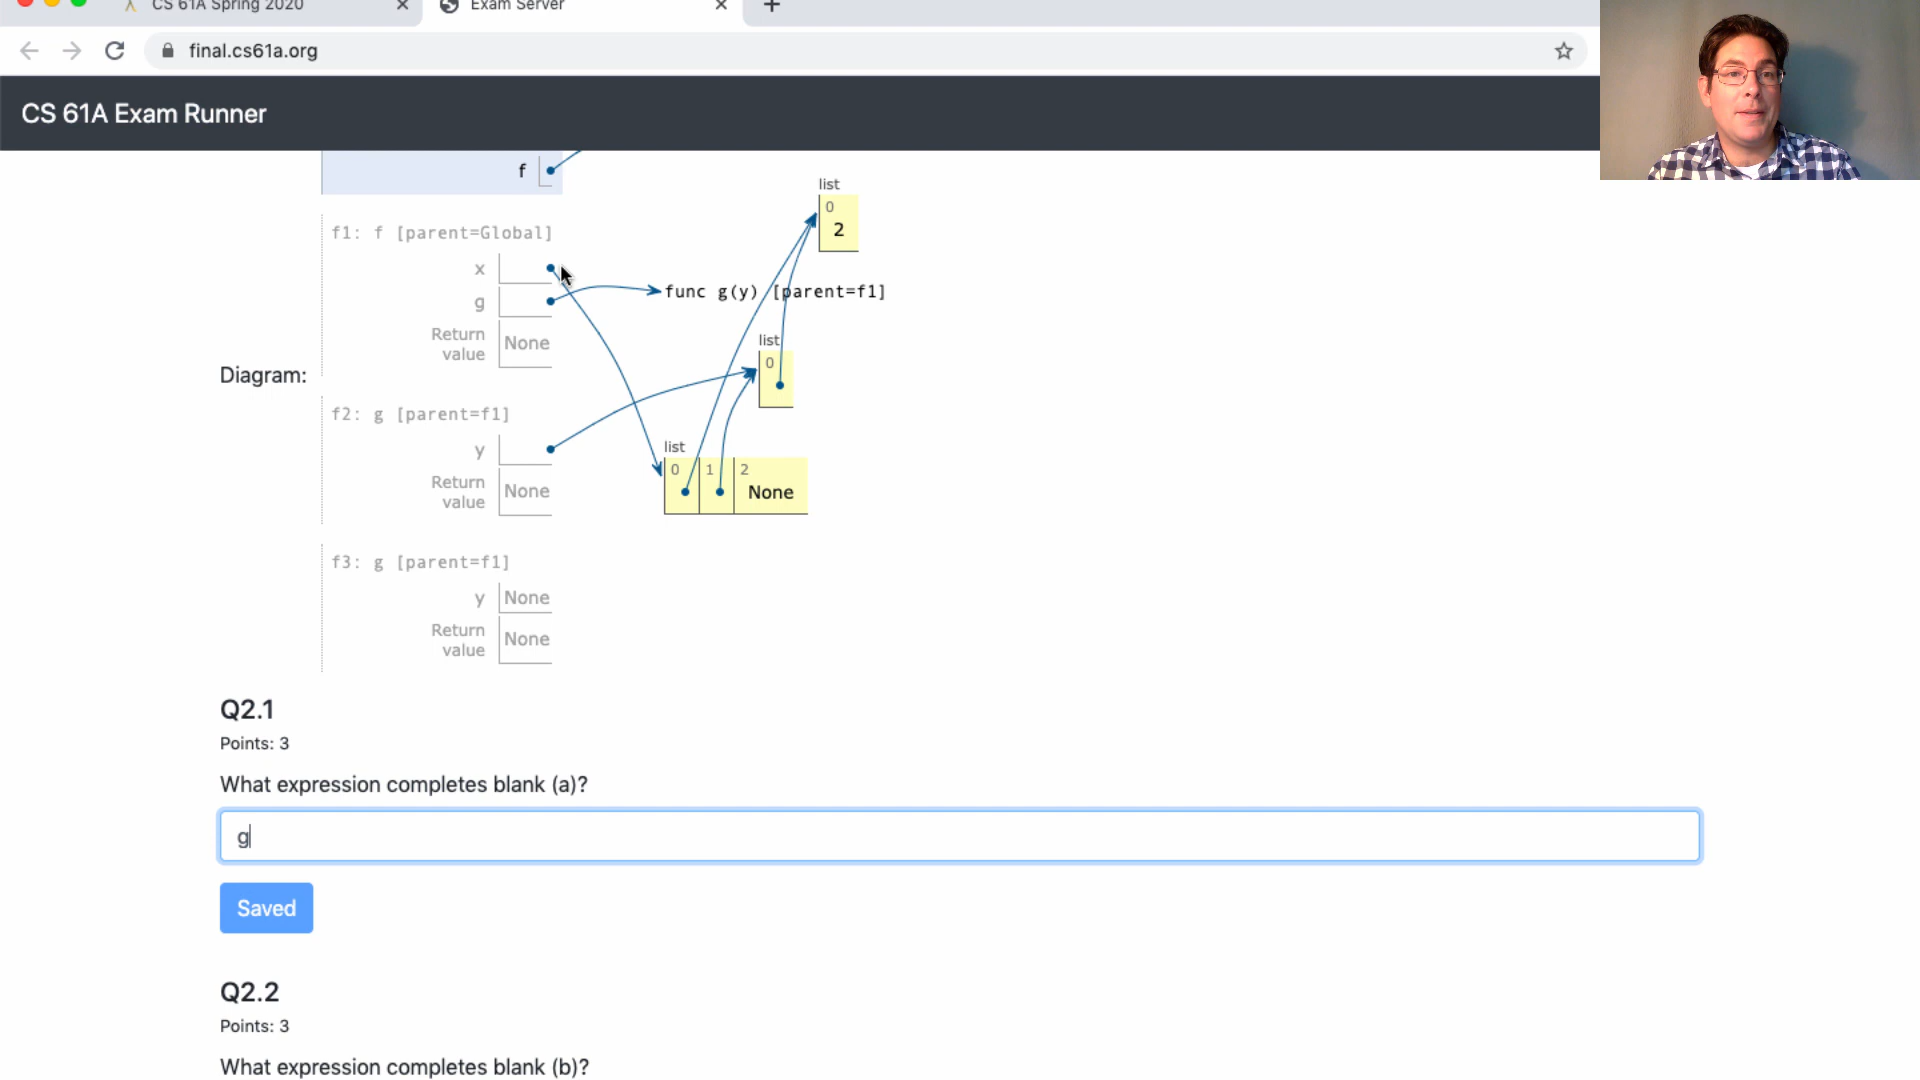 CS 61A Spring 2020
Exam Server
final.cs61a.org
CS 61A Exam Runner
f
list
0
2
f1: f [parent=Global]
x
g
func g(y) [parent=f1]
Return
value
None
list
0
Diagram:
f2: g [parent=f1]
y
list
0 1 2
None
Return
value
None
f3: g [parent=f1]
y None
Return
value
None
Q2.1
Points: 3
What expression completes blank (a)?
g
Saved
Q2.2
Points: 3
What expression completes blank (b)?